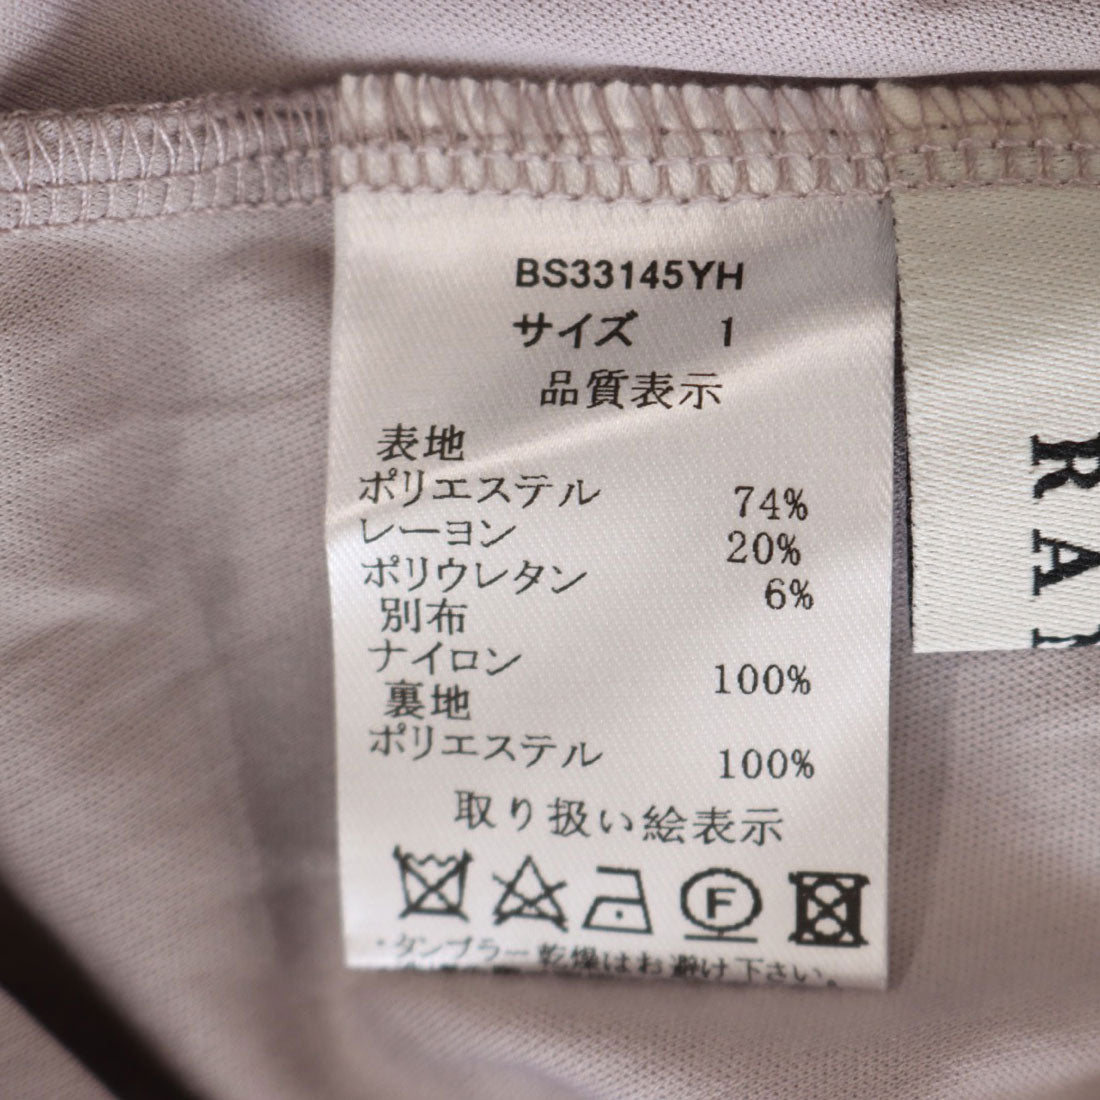 BS33145YH
サイズ 1
品質表示
表地
ポリエステル 74%
レーヨン 20%
ポリウレタン 6%
別布
ナイロン 100%
裏地
ポリエステル 100%
取り扱い絵表示
F
・タンブラー乾燥はお避け下さい。
RA